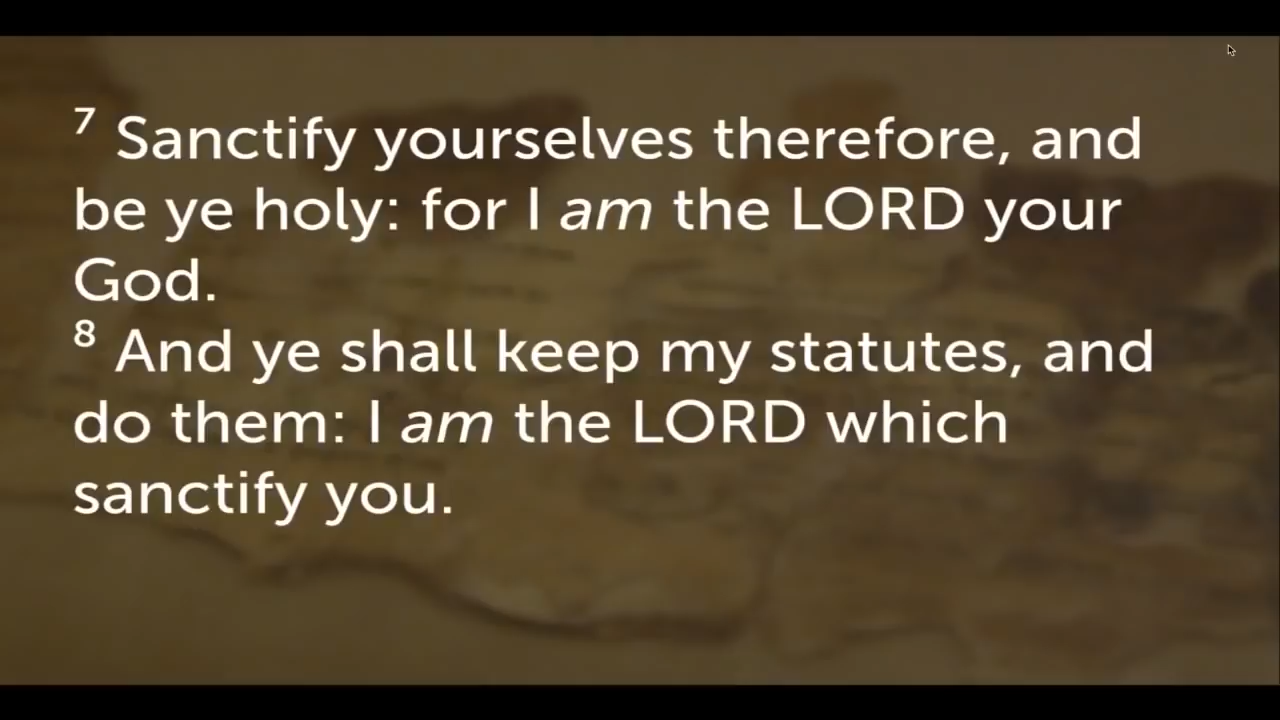 7 Sanctify yourselves therefore, and
be ye holy: for I am the LORD your
God.
8 And ye shall keep my statutes, and
do them: I am the LORD which
sanctify you.